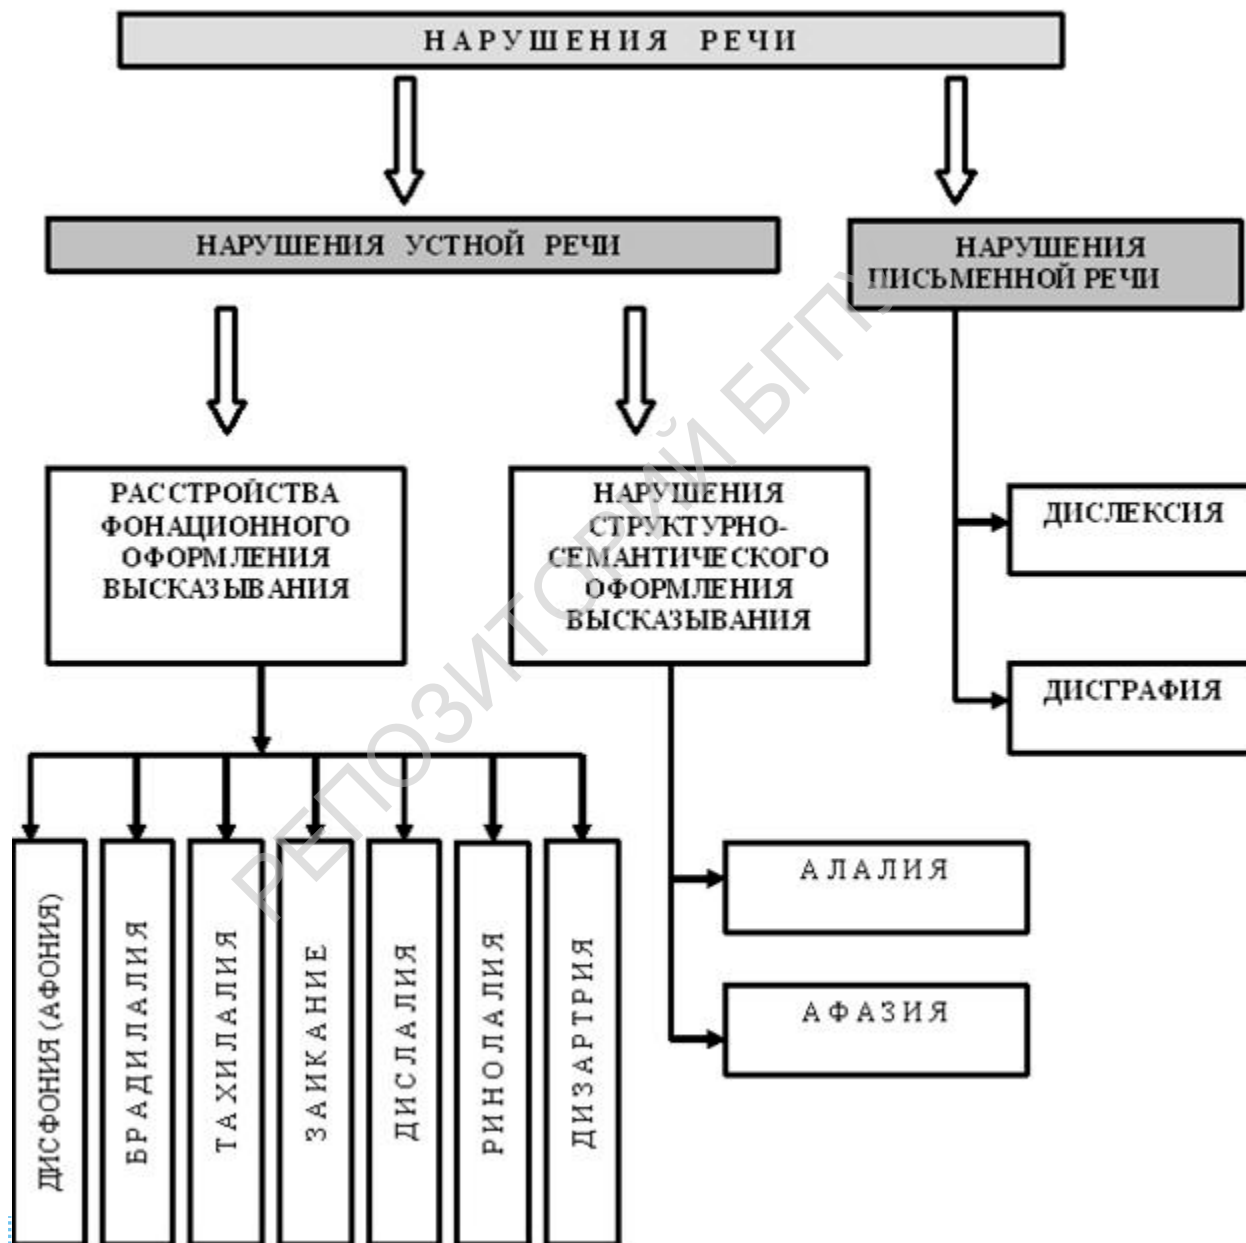 НАРУШЕНИЯ РЕЧИ
НАРУШЕНИЯ УСТНОЙ РЕЧИ
НАРУШЕНИЯ
ПИСЬМЕННОЙ РЕЧИ
РАССТРОЙСТВА
ФОНАЦИОННОГО
ОФОРМЛЕНИЯ
ВЫСКАЗЫВАНИЯ
НАРУШЕНИЯ
СТРУКТУРНО-
СЕМАНТИЧЕСКОГО
ОФОРМЛЕНИЯ
ВЫСКАЗЫВАНИЯ
ДИСЛЕКСИЯ
ДИСГРАФИЯ
ДИСФОНИЯ (АФОНИЯ)
БРАДИЛАЛИЯ
ТАХИЛАЛИЯ
ЗАИКАНИЕ
ДИСЛАЛИЯ
РИНОЛАЛИЯ
ДИЗАРТРИЯ
АЛАЛИЯ
АФАЗИЯ
РЕПОЗИТОРИЙ БГПУ